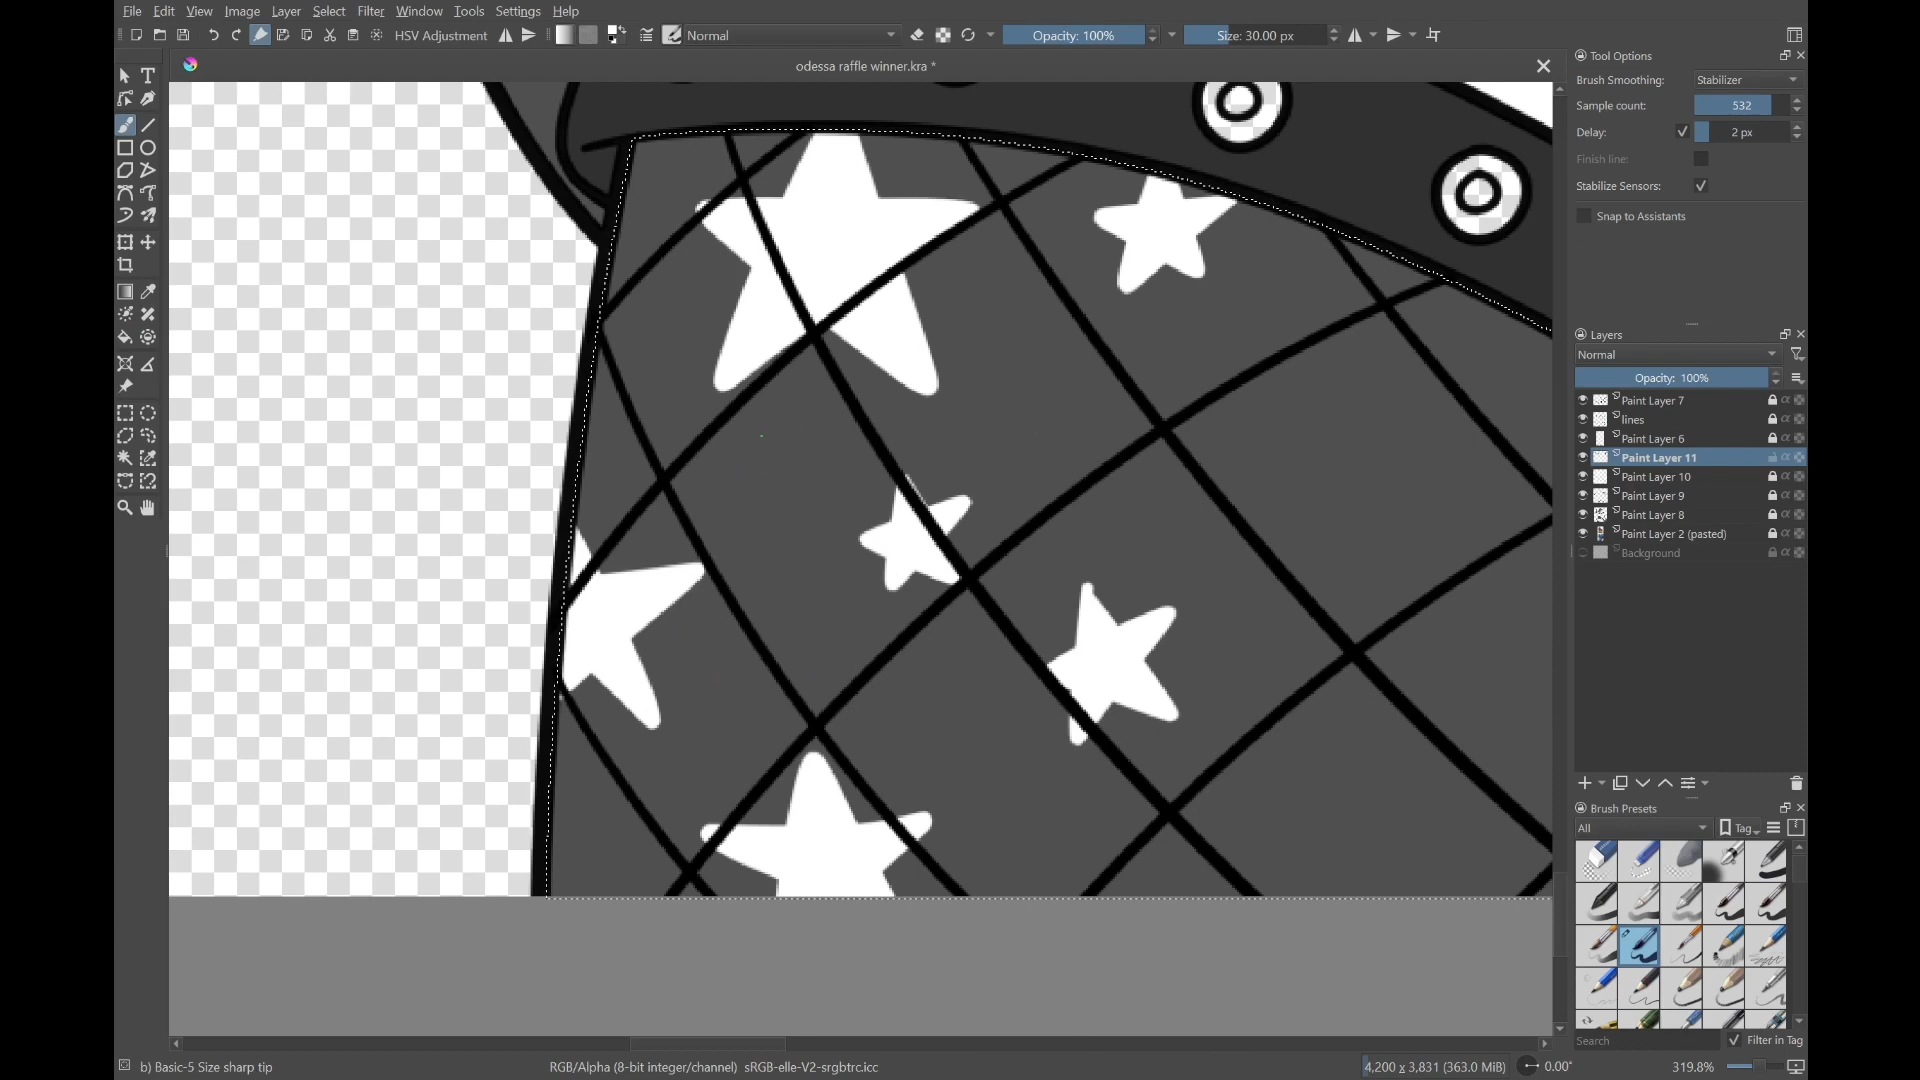 File Edit View Image Layer Select Filter Window Tools Settings Help
HSV Adjustment Normal Opacity: 100% Size: 30.00 px
odessa raffle winner.kra *
Tool Options
Brush Smoothing: Stabilizer
Sample count: 532
Delay: 2 px
Finish line:
Stabilize Sensors:
Snap to Assistants
Layers
Normal
Opacity: 100%
Paint Layer 7
lines
Paint Layer 6
Paint Layer 11
Paint Layer 10
Paint Layer 9
Paint Layer 8
Paint Layer 2 (pasted)
Background
Brush Presets
All Tag
Search Filter in Tag
b) Basic-5 Size sharp tip RGB/Alpha (8-bit integer/channel) sRGB-elle-V2-srgbtrc.icc 4,200 x 3,831 (363.0 MiB) 0.00° 319.8%